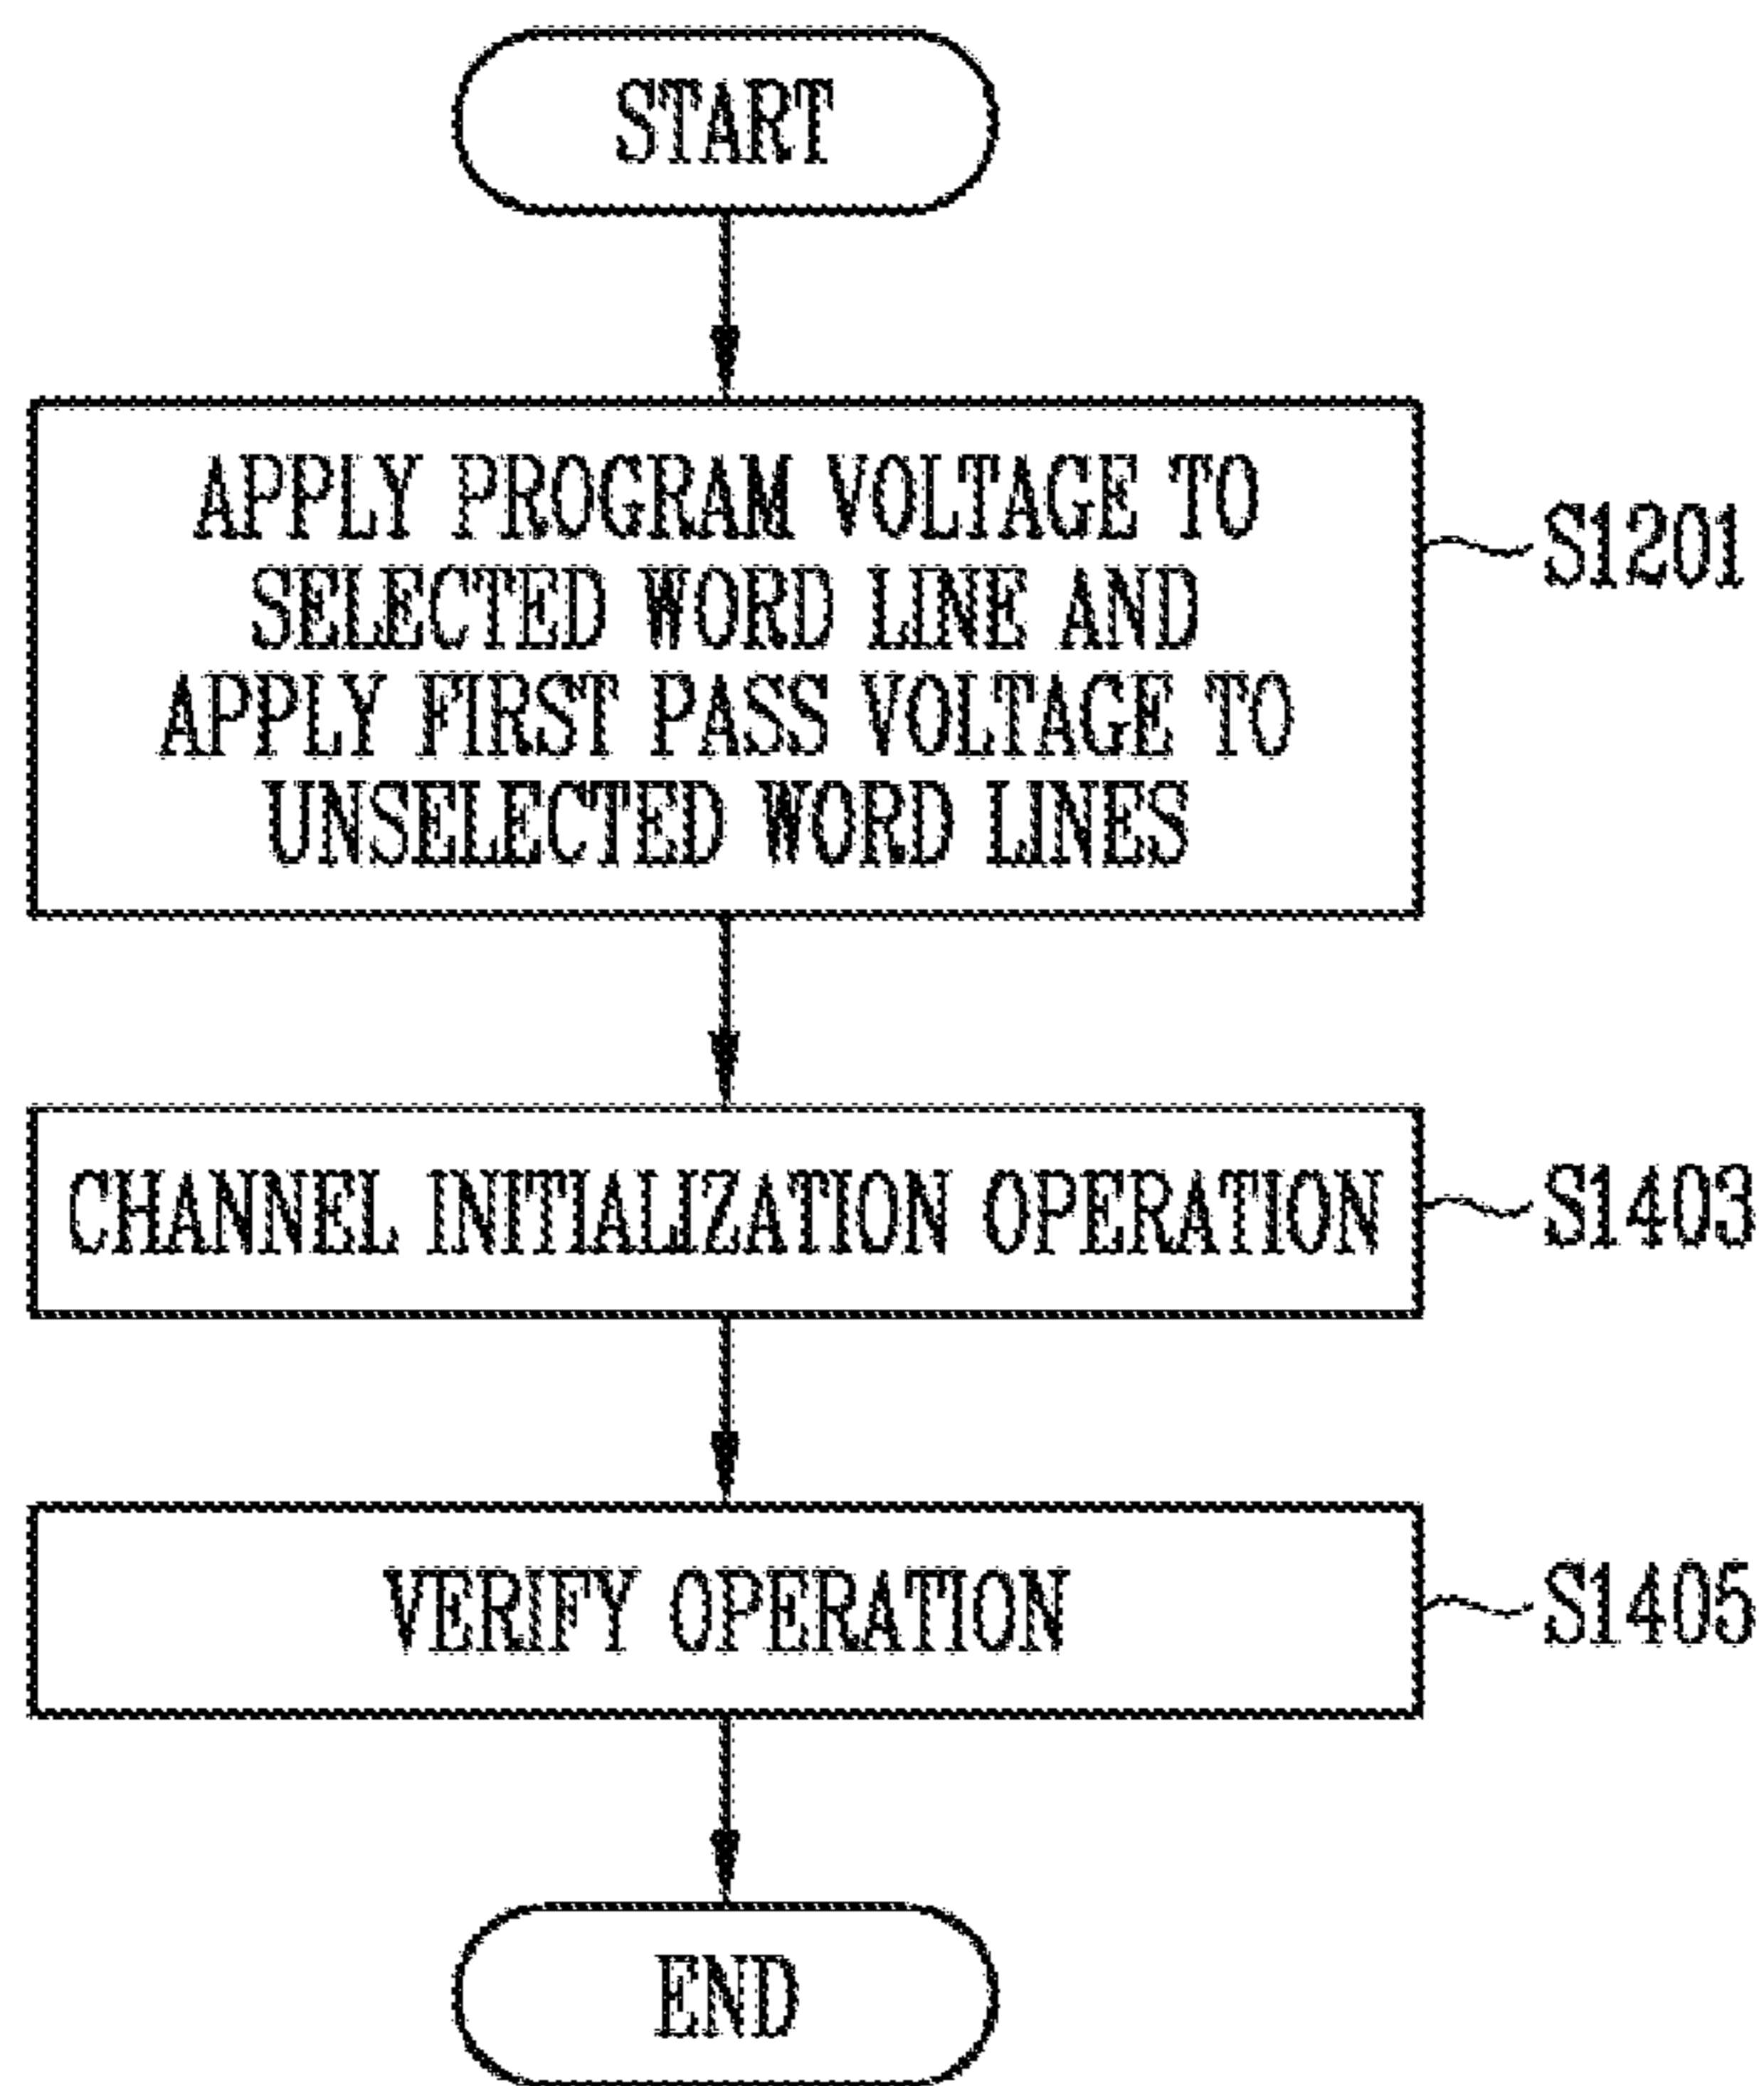 START
APPLY PROGRAM VOLTAGE TO
SELECTED WORD LINE AND
APPLY FIRST PASS VOLTAGE TO
UNSELECTED WORD LINES
S1201
CHANNEL INITIALIZATION OPERATION
S1403
VERIFY OPERATION
S1405
END